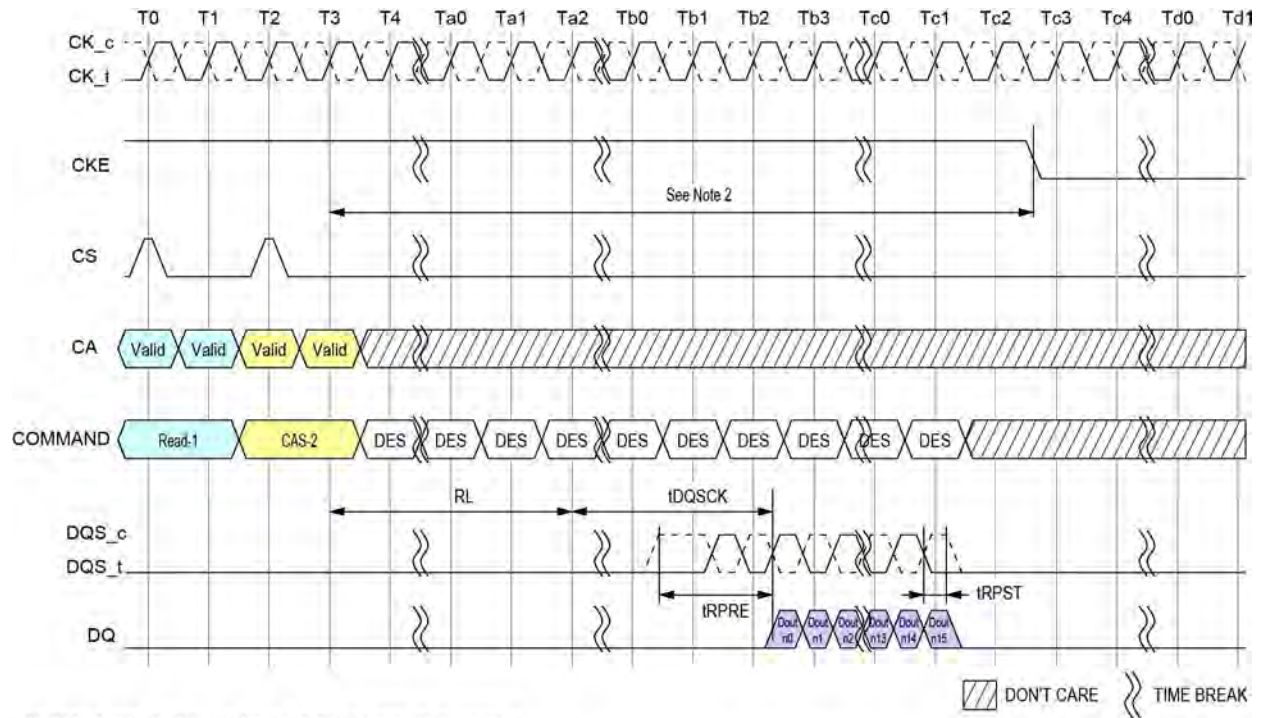 T0 T1 T2 T3 T4 Ta0 Ta1 Ta2 Tb0 Tb1 Tb2 Tb3 Tc0 Tc1 Tc2 Tc3 Tc4 Td0 Td1
CK_c
CK_t
CKE
See Note 2
CS
CA Valid Valid Valid Valid
COMMAND Read-1 CAS-2 DES DES DES DES DES DES DES DES DES DES
RL tDQSCK
DQS_c
DQS_t
tRPRE tRPST
DQ Dout n0 Dout n1 Dout n2 Dout n13 Dout n14 Dout n15
DON'T CARE TIME BREAK